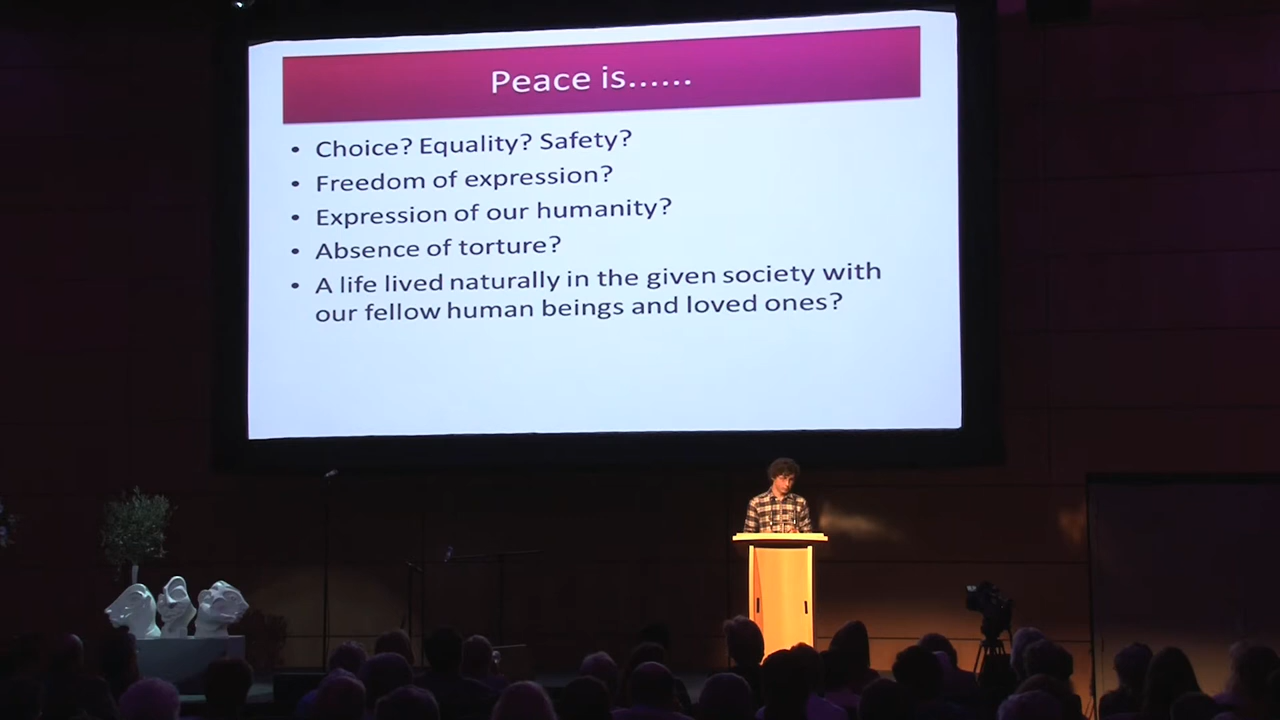 Peace is......
• Choice? Equality? Safety?
• Freedom of expression?
• Expression of our humanity?
• Absence of torture?
• A life lived naturally in the given society with
our fellow human beings and loved ones?